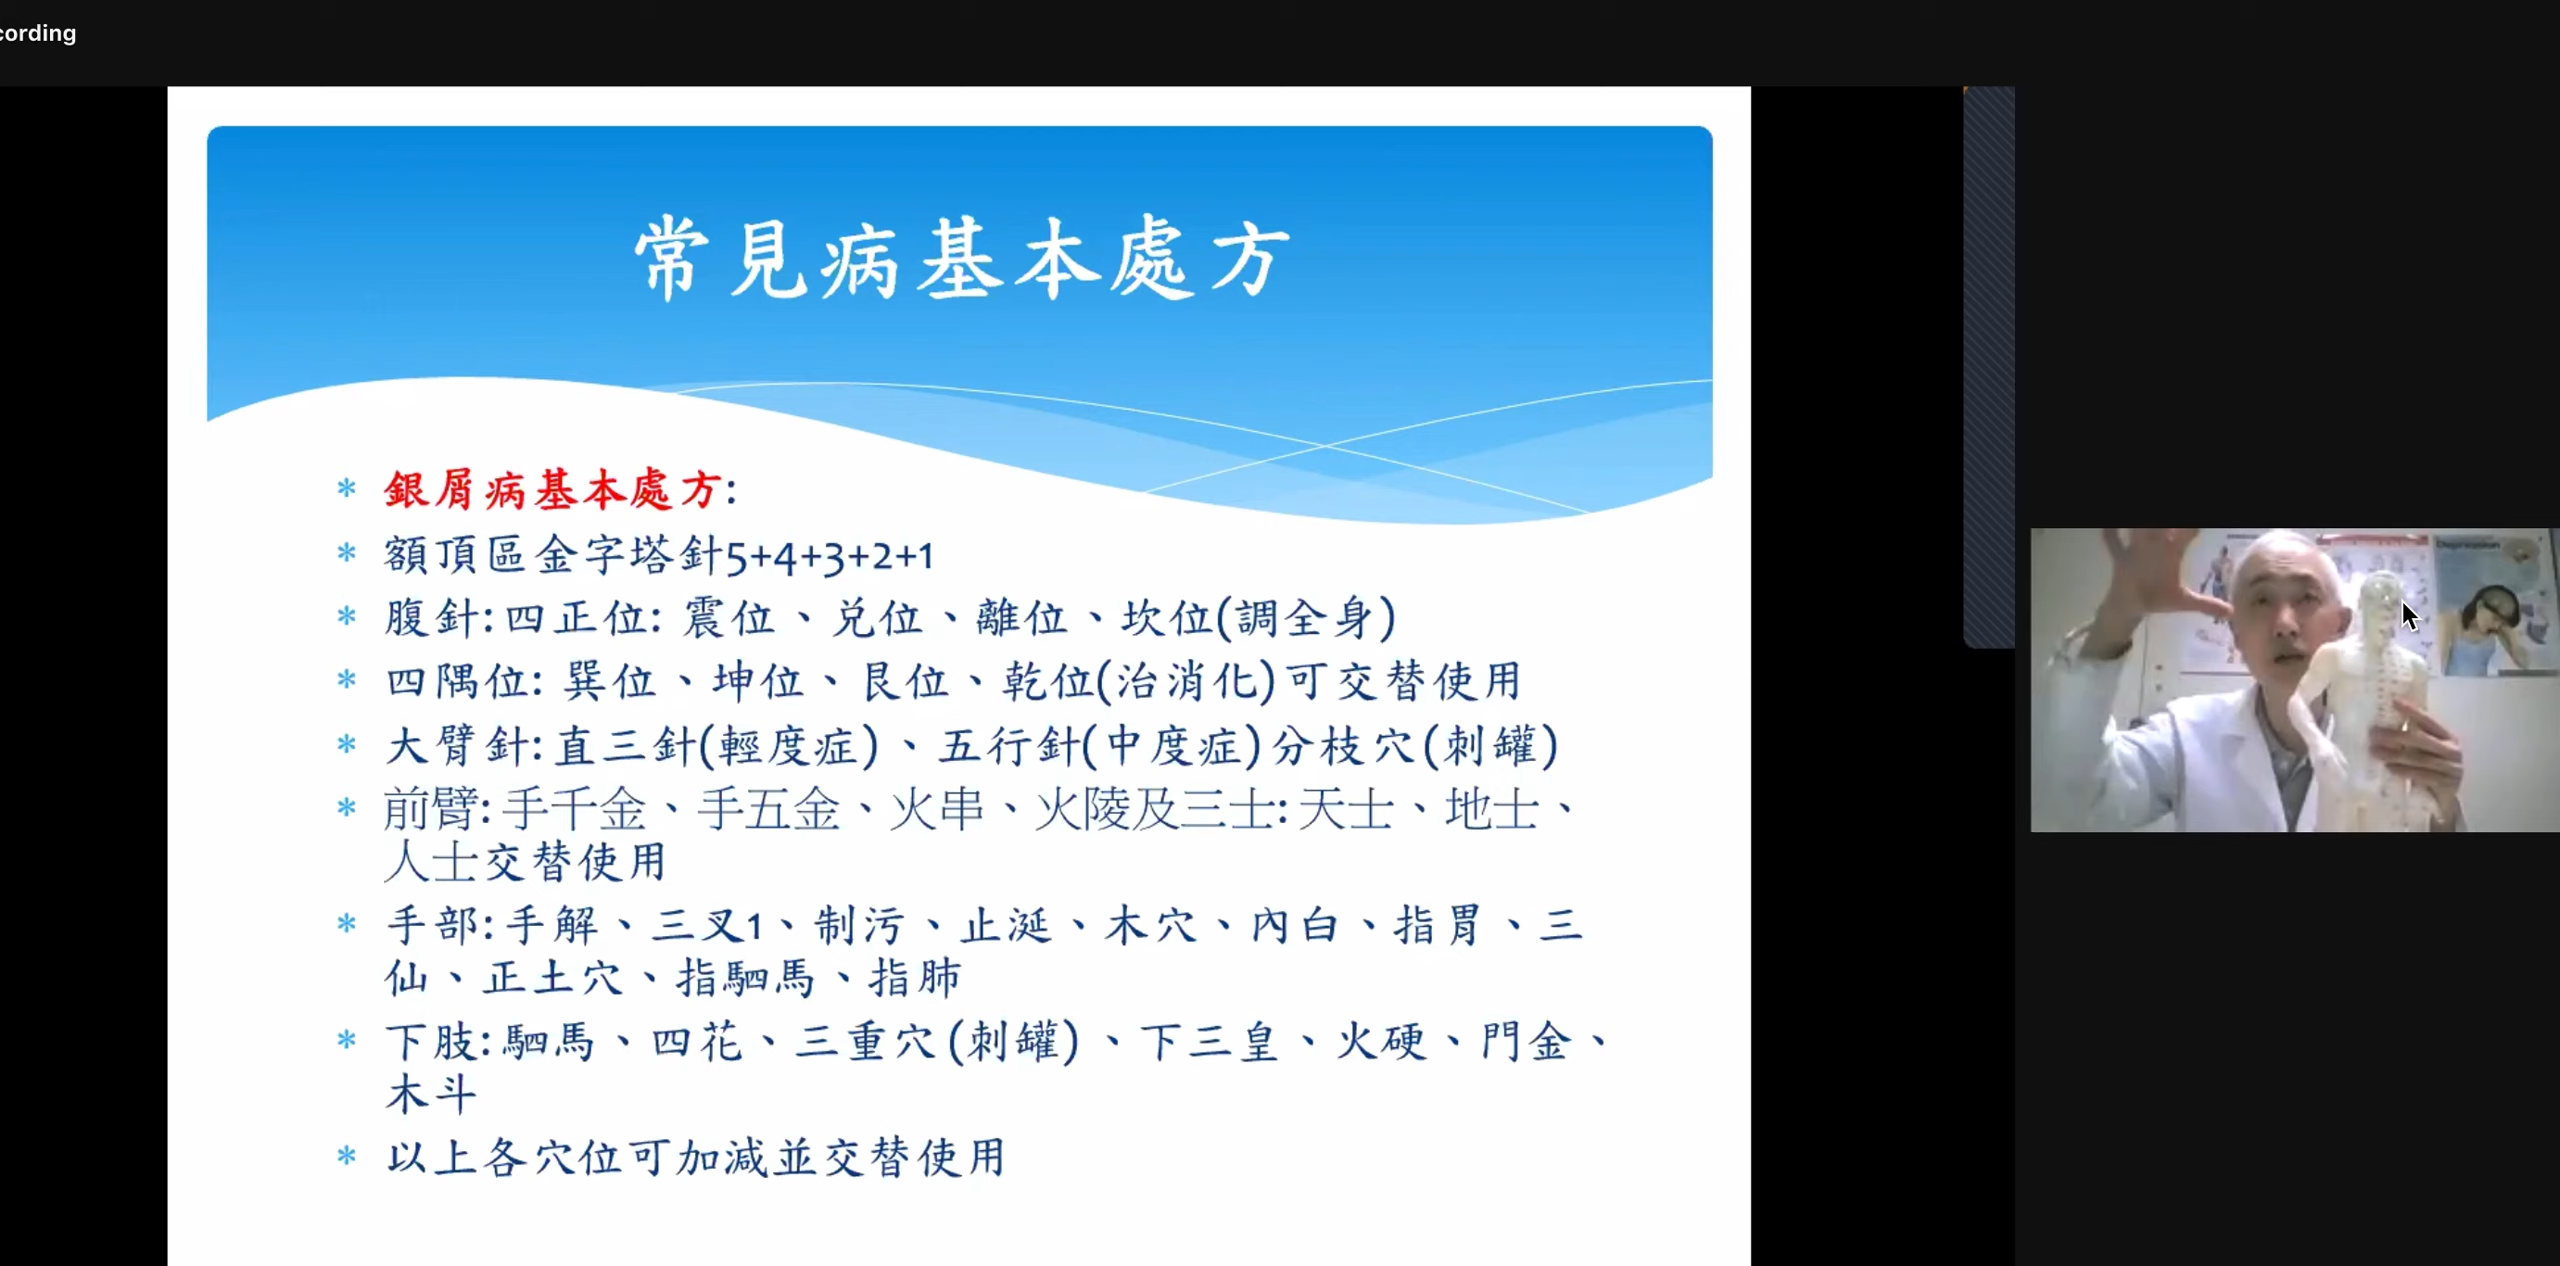 cording
常見病基本處方
* 銀屑病基本處方:
* 額頂區金字塔針5+4+3+2+1
* 腹針:四正位: 震位、兑位、離位、坎位(調全身)
* 四隅位: 巽位、坤位、艮位、乾位(治消化)可交替使用
* 大臂針:直三針(輕度症)、五行針(中度症)分枝穴(刺罐)
* 前臂:手千金、手五金、火串、火陵及三士:天士、地士、
人士交替使用
* 手部:手解、三叉1、制污、止涎、木穴、內白、指胃、三
仙、正土穴、指駟馬、指肺
* 下肢:駟馬、四花、三重穴(刺罐)、下三皇、火硬、門金、
木斗
* 以上各穴位可加減並交替使用
Depression